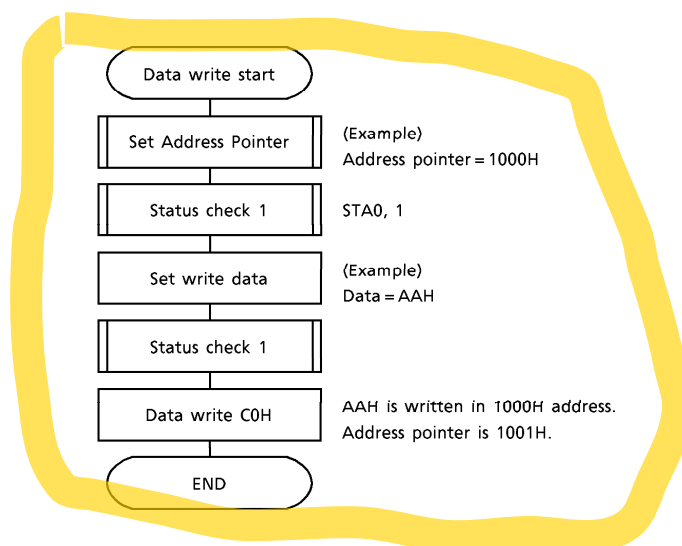 Data write start
Set Address Pointer
(Example)
Address pointer = 1000H
Status check 1
STA0, 1
Set write data
(Example)
Data = AAH
Status check 1
Data write C0H
AAH is written in 1000H address.
Address pointer is 1001H.
END